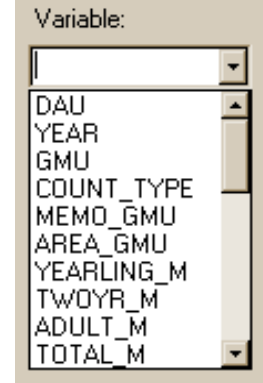 Variable:
DAU
YEAR
GMU
COUNT_TYPE
MEMO_GMU
AREA_GMU
YEARLING_M
TWOYR_M
ADULT_M
TOTAL_M